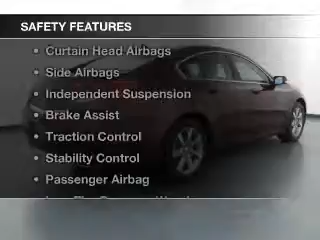 SAFETY FEATURES
• Curtain Head Airbags
• Side Airbags
• Independent Suspension
• Brake Assist
• Traction Control
• Stability Control
• Passenger Airbag